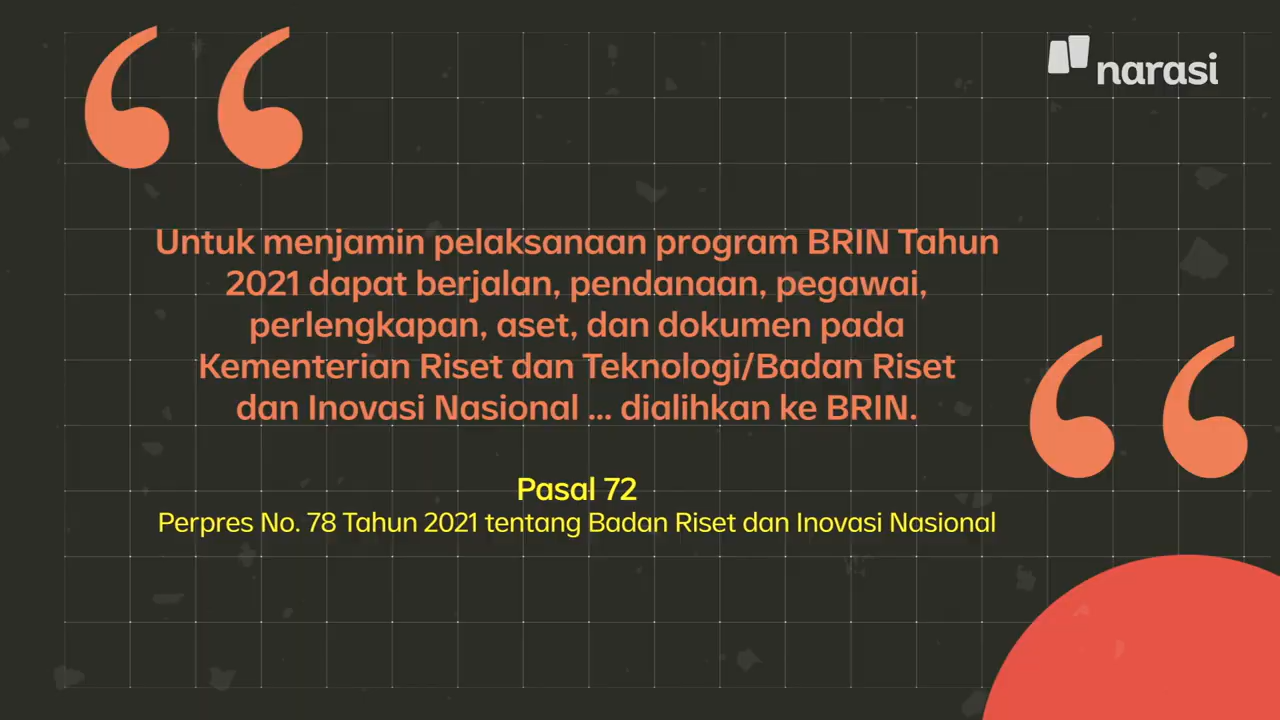 narasi
Untuk menjamin pelaksanaan program BRIN Tahun
2021 dapat berjalan, pendanaan, pegawai,
perlengkapan, aset, dan dokumen pada
Kementerian Riset dan Teknologi/Badan Riset
dan Inovasi Nasional ... dialihkan ke BRIN.
Pasal 72
Perpres No. 78 Tahun 2021 tentang Badan Riset dan Inovasi Nasional